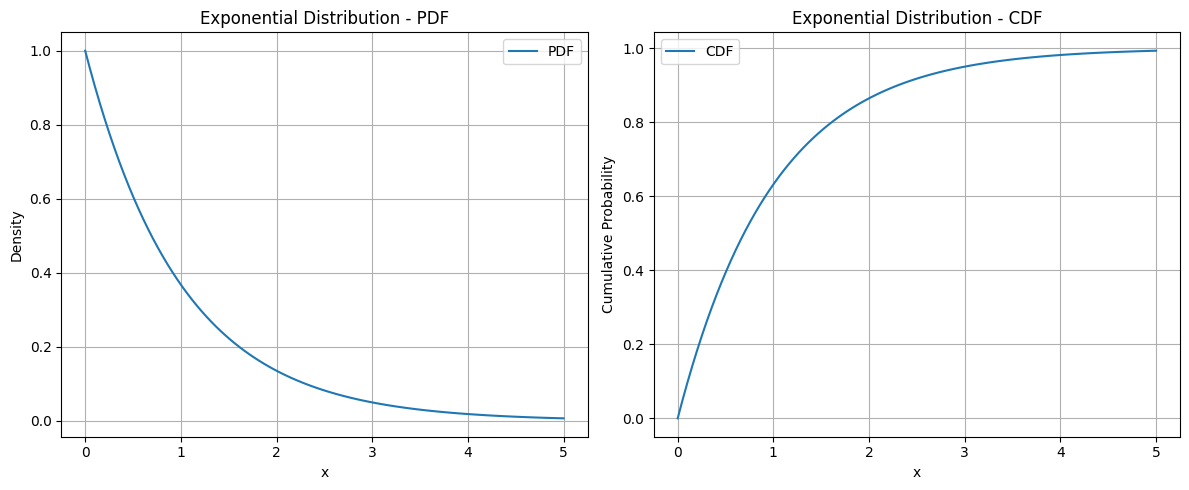 Exponential Distribution - PDF
PDF
1.0
0.8
0.6
0.4
0.2
0.0
Density
0 1 2 3 4 5
x
Exponential Distribution - CDF
CDF
1.0
0.8
0.6
0.4
0.2
0.0
Cumulative Probability
0 1 2 3 4 5
x